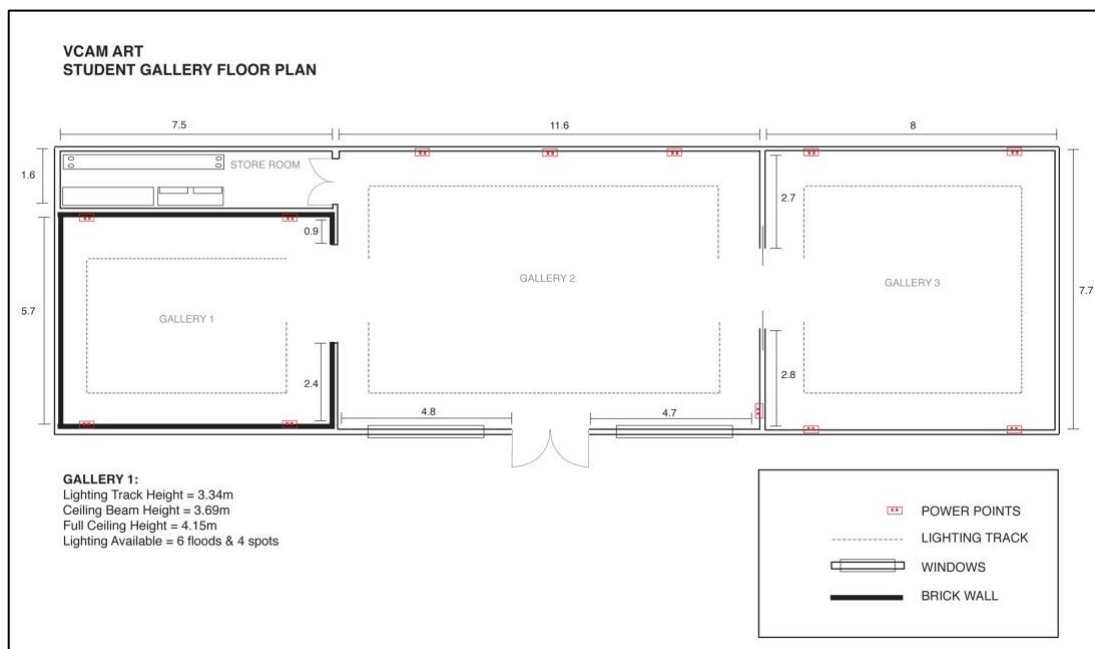 VCAM ART
STUDENT GALLERY FLOOR PLAN
7.5
11.6
8
1.6
STORE ROOM
2.7
0.9
5.7
GALLERY 1
GALLERY 2
GALLERY 3
7.7
2.4
2.8
4.8
4.7
GALLERY 1:
Lighting Track Height = 3.34m
Ceiling Beam Height = 3.69m
Full Ceiling Height = 4.15m
Lighting Available = 6 floods & 4 spots
POWER POINTS
LIGHTING TRACK
WINDOWS
BRICK WALL